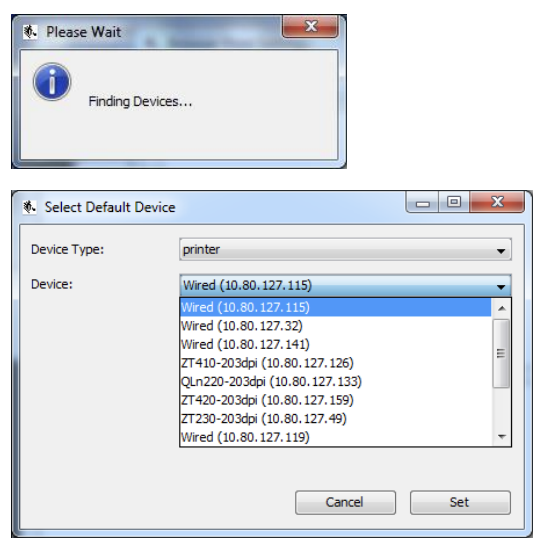 Please Wait
Finding Devices...
Select Default Device
Device Type:
printer
Device:
Wired (10.80.127.115)
Wired (10.80.127.115)
Wired (10.80.127.32)
Wired (10.80.127.141)
ZT410-203dpi (10.80.127.126)
QLn220-203dpi (10.80.127.133)
ZT420-203dpi (10.80.127.159)
ZT230-203dpi (10.80.127.49)
Wired (10.80.127.119)
Cancel
Set